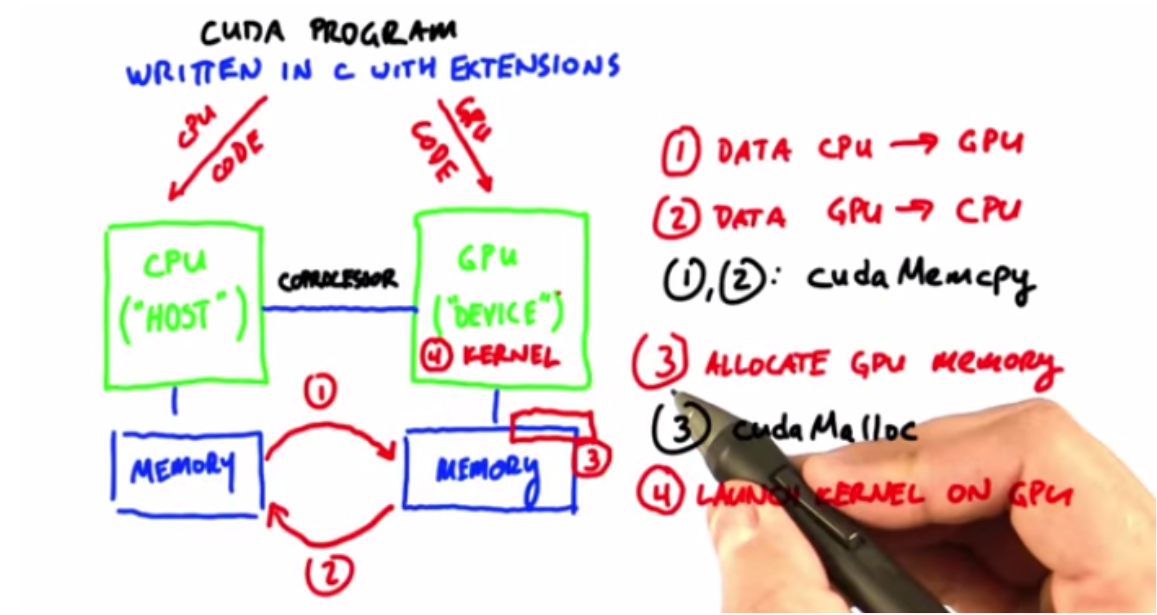 CUDA PROGRAM
WRITTEN IN C WITH EXTENSIONS
CPU CODE
GPU CODE
CPU
("HOST")
COPROCESSOR
GPU
("DEVICE")
④ KERNEL
①
MEMORY
MEMORY
③
②
① DATA CPU → GPU
② DATA GPU → CPU
①,②: cudaMemcpy
③ ALLOCATE GPU MEMORY
③ cudaMalloc
④ LAUNCH KERNEL ON GPU